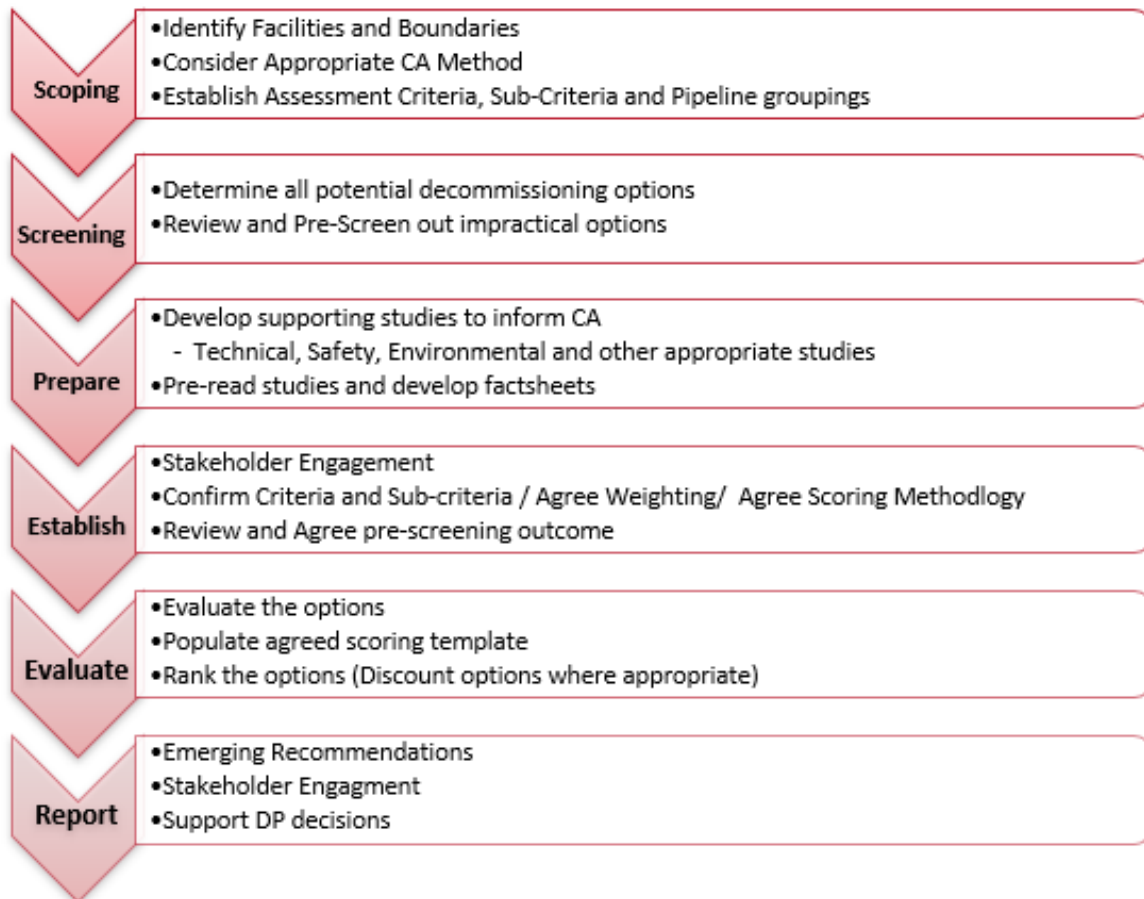 Scoping
•Identify Facilities and Boundaries
•Consider Appropriate CA Method
•Establish Assessment Criteria, Sub-Criteria and Pipeline groupings
Screening
•Determine all potential decommissioning options
•Review and Pre-Screen out impractical options
Prepare
•Develop supporting studies to inform CA
- Technical, Safety, Environmental and other appropriate studies
•Pre-read studies and develop factsheets
Establish
•Stakeholder Engagement
•Confirm Criteria and Sub-criteria / Agree Weighting/ Agree Scoring Methodlogy
•Review and Agree pre-screening outcome
Evaluate
•Evaluate the options
•Populate agreed scoring template
•Rank the options (Discount options where appropriate)
Report
•Emerging Recommendations
•Stakeholder Engagment
•Support DP decisions